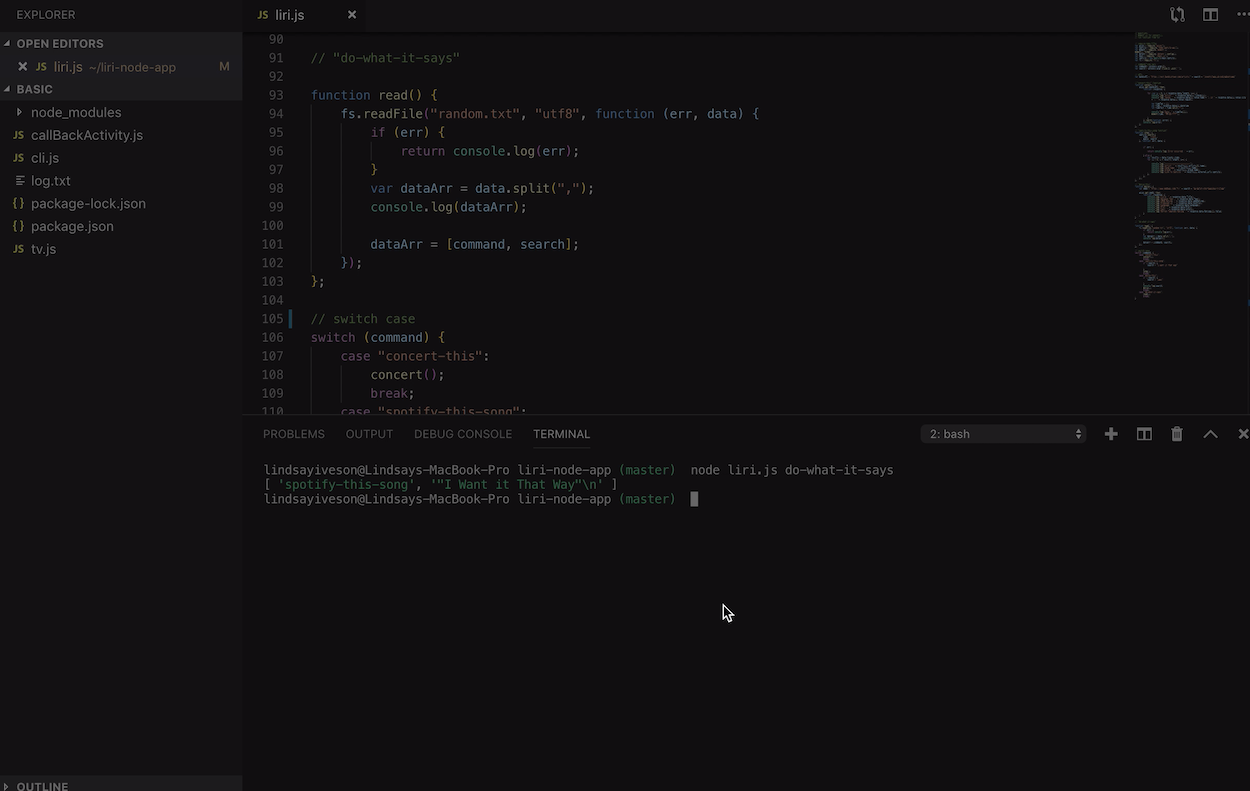 EXPLORER
OPEN EDITORS
JS liri.js ~/liri-node-app M
BASIC
node_modules
JS callBackActivity.js
JS cli.js
log.txt
{} package-lock.json
{} package.json
JS tv.js
OUTLINE
JS liri.js
90
91 // "do-what-it-says"
92
93 function read() {
94 fs.readFile("random.txt", "utf8", function (err, data) {
95 if (err) {
96 return console.log(err);
97 }
98 var dataArr = data.split(",");
99 console.log(dataArr);
100
101 dataArr = [command, search];
102 });
103 };
104
105 // switch case
106 switch (command) {
107 case "concert-this":
108 concert();
109 break;
110 case "spotify-this-song":
PROBLEMS OUTPUT DEBUG CONSOLE TERMINAL 2: bash
lindsayiveson@Lindsays-MacBook-Pro liri-node-app (master) node liri.js do-what-it-says
[ 'spotify-this-song', '"I Want it That Way"\n' ]
lindsayiveson@Lindsays-MacBook-Pro liri-node-app (master)